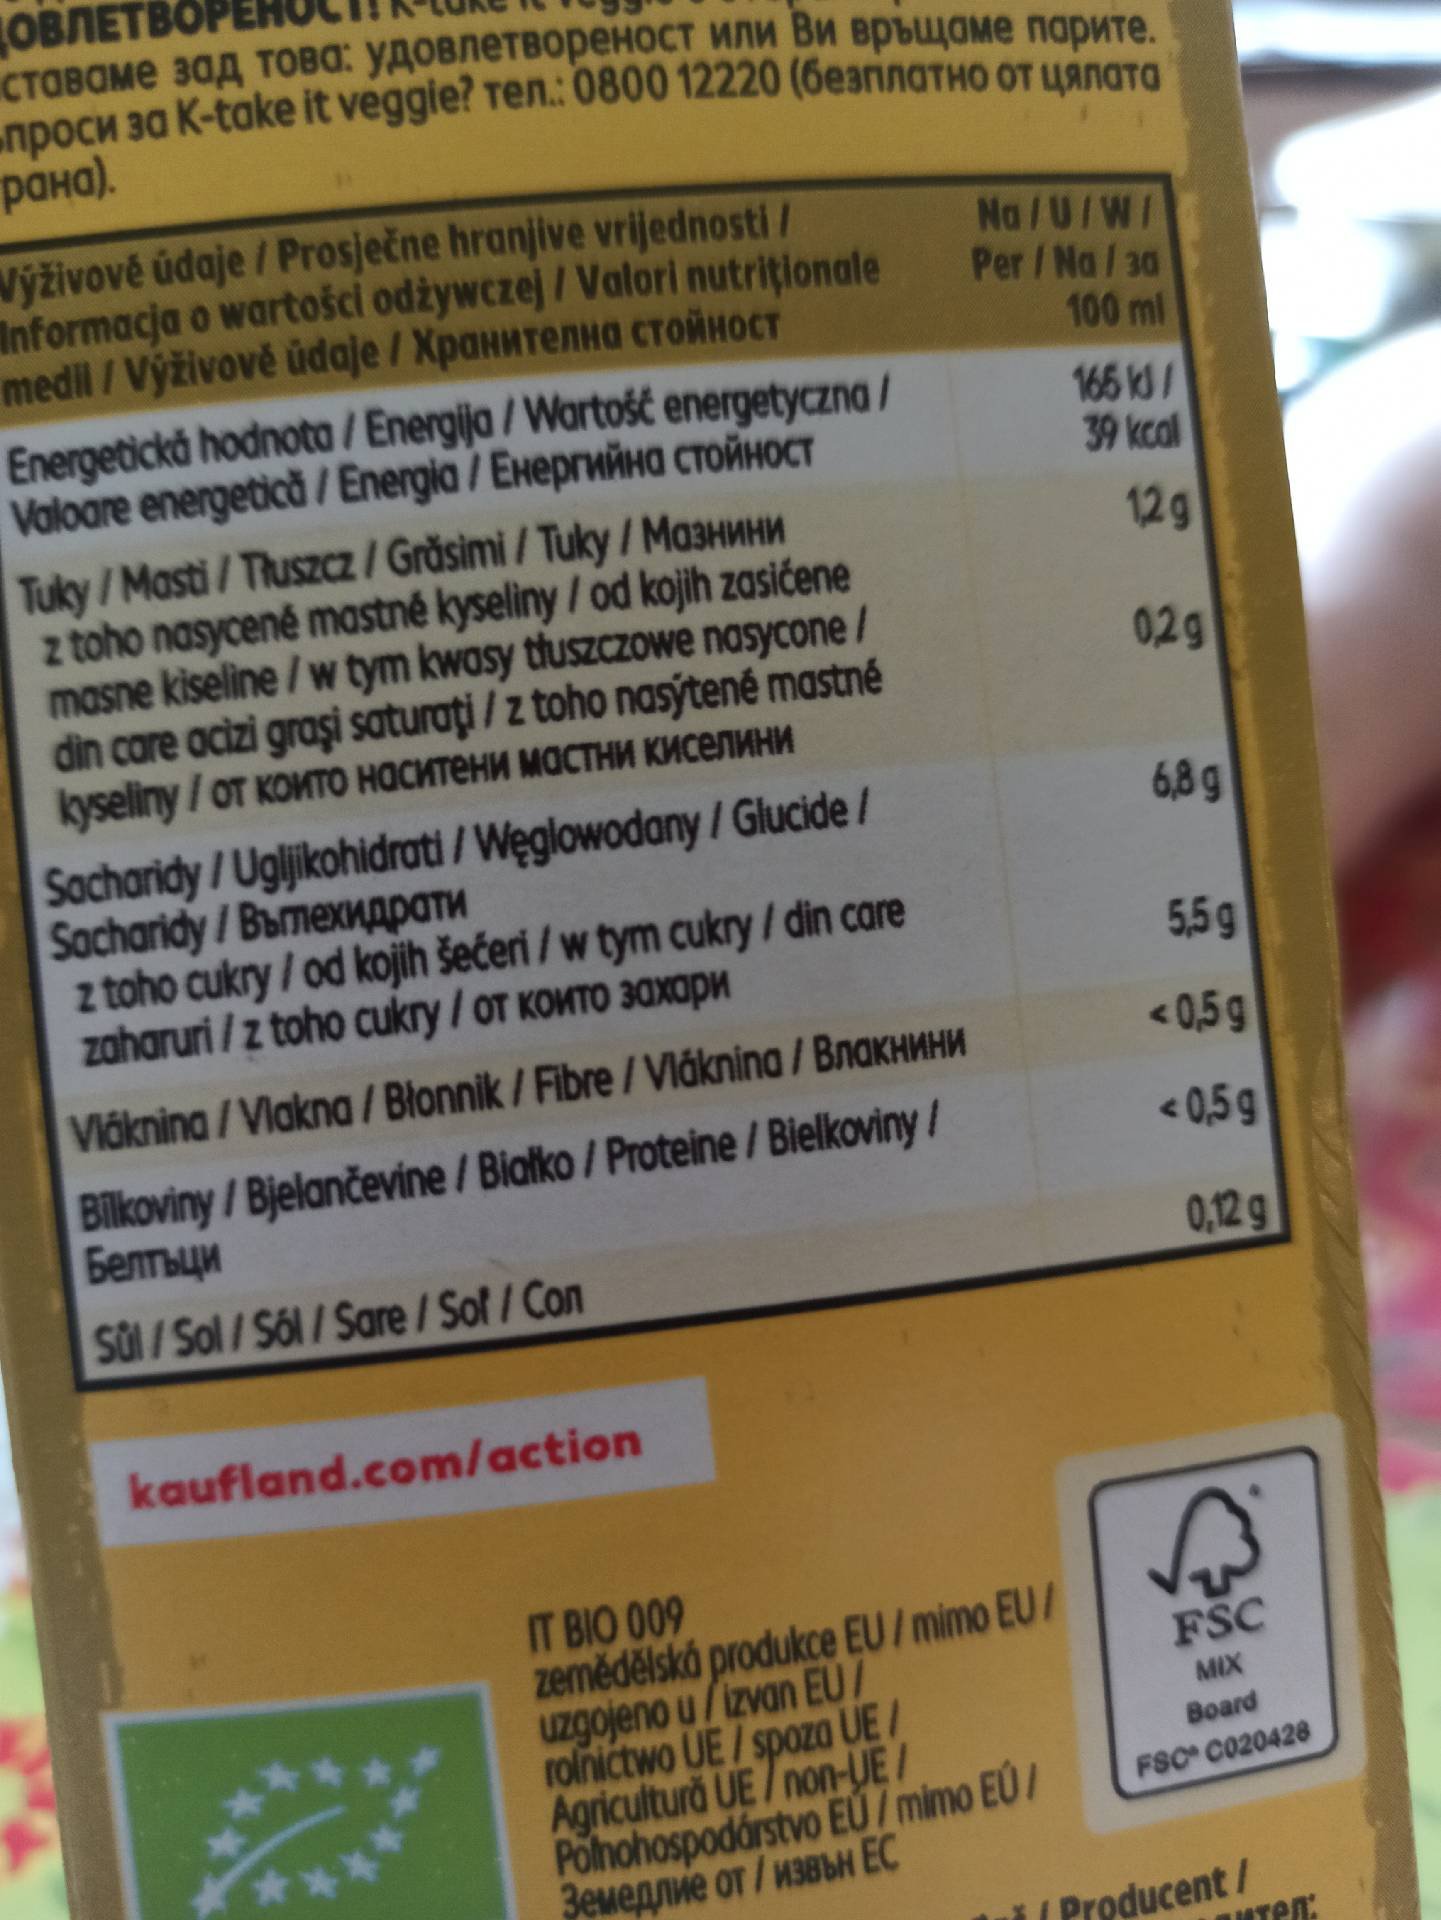 ставаме зад това: удовлетвореност или Ви връщаме парите.
проси за K-take it veggie? тел.: 0800 12220 (безплатно от цялата
рана).
Výživové údaje / Prosječne hranjive vrijednosti /
Informacja o wartości odżywczej / Valori nutriționale
medii / Výživové údaje / Хранителна стойност
Na / U / W /
Per / Na / за
100 ml
Energetická hodnota / Energija / Wartość energetyczna /
Valoare energetică / Energia / Енергийна стойност
165 kJ /
39 kcal
Tuky / Masti / Tłuszcz / Grăsimi / Tuky / Мазнини
1,2 g
z toho nasycené mastné kyseliny / od kojih zasićene
masne kiseline / w tym kwasy tłuszczowe nasycone /
din care acizi grași saturați / z toho nasýtené mastné
kyseliny / от които наситени мастни киселини
0,2 g
Sacharidy / Ugljikohidrati / Węglowodany / Glucide /
Sacharidy / Въглехидрати
6,8 g
z toho cukry / od kojih šećeri / w tym cukry / din care
zaharuri / z toho cukry / от които захари
5,5 g
Vláknina / Vlakna / Błonnik / Fibre / Vláknina / Влакнини
< 0,5 g
Bílkoviny / Bjelančevine / Białko / Proteine / Bielkoviny /
Белтъци
< 0,5 g
Sůl / Sol / Sól / Sare / Soľ / Сол
0,12 g
kaufland.com/action
IT BIO 009
zemědělská produkce EU / mimo EU /
uzgojeno u / izvan EU /
rolnictwo UE / spoza UE /
Agricultură UE / non-UE /
Poľnohospodárstvo EÚ / mimo EÚ /
Земеделие от / извън ЕС
FSC
MIX
Board
FSC® C020428
/ Producent /